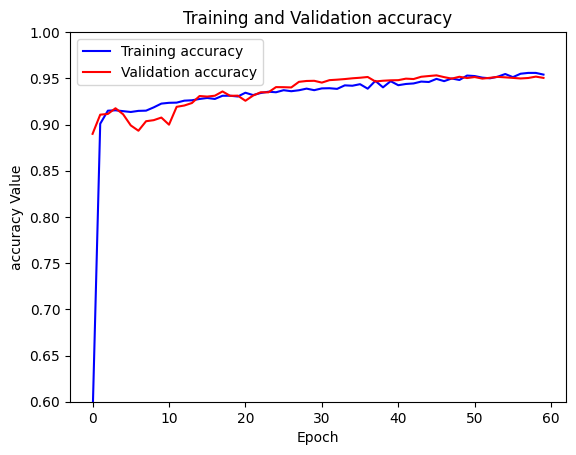 Training and Validation accuracy
Training accuracy
Validation accuracy
accuracy Value
1.00
0.95
0.90
0.85
0.80
0.75
0.70
0.65
0.60
0 10 20 30 40 50 60
Epoch